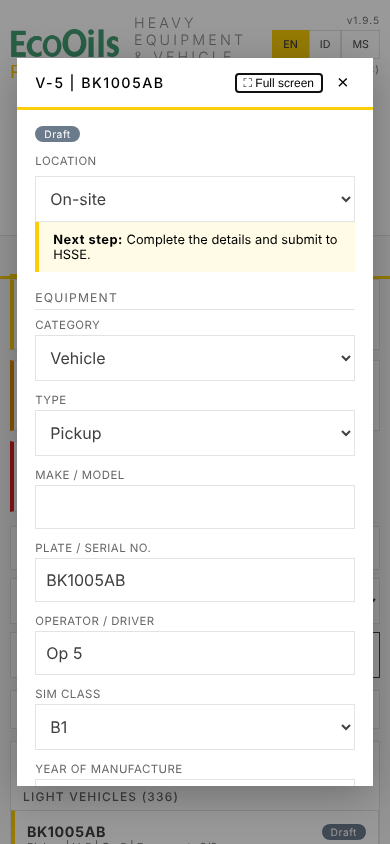 HEAVY
v1.9.5
EcoOils
EQUIPMENT
EN
ID
MS
& VEHICLE
V-5 | BK1005AB
Full screen
✕
Draft
LOCATION
On-site
Next step: Complete the details and submit to
HSSE.
EQUIPMENT
CATEGORY
Vehicle
TYPE
Pickup
MAKE / MODEL
PLATE / SERIAL NO.
BK1005AB
OPERATOR / DRIVER
Op 5
SIM CLASS
B1
YEAR OF MANUFACTURE
LIGHT VEHICLES (336)
BK1005AB
Draft